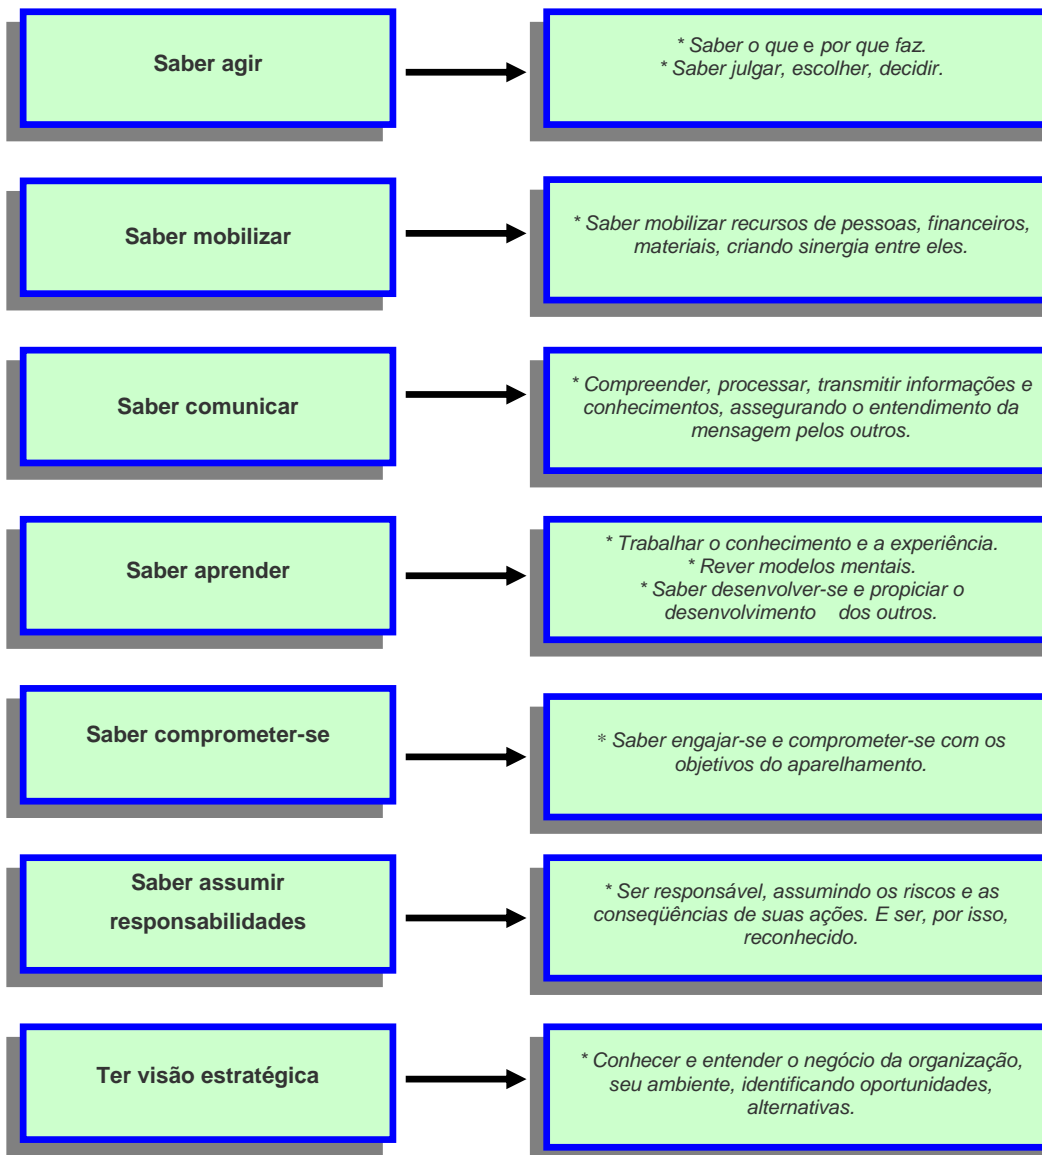 Saber agir
* Saber o que e por que faz.
* Saber julgar, escolher, decidir.
Saber mobilizar
* Saber mobilizar recursos de pessoas, financeiros,
materiais, criando sinergia entre eles.
Saber comunicar
* Compreender, processar, transmitir informações e
conhecimentos, assegurando o entendimento da
mensagem pelos outros.
Saber aprender
* Trabalhar o conhecimento e a experiência.
* Rever modelos mentais.
* Saber desenvolver-se e propiciar o
desenvolvimento dos outros.
Saber comprometer-se
* Saber engajar-se e comprometer-se com os
objetivos do aparelhamento.
Saber assumir
responsabilidades
* Ser responsável, assumindo os riscos e as
conseqüências de suas ações. E ser, por isso,
reconhecido.
Ter visão estratégica
* Conhecer e entender o negócio da organização,
seu ambiente, identificando oportunidades,
alternativas.